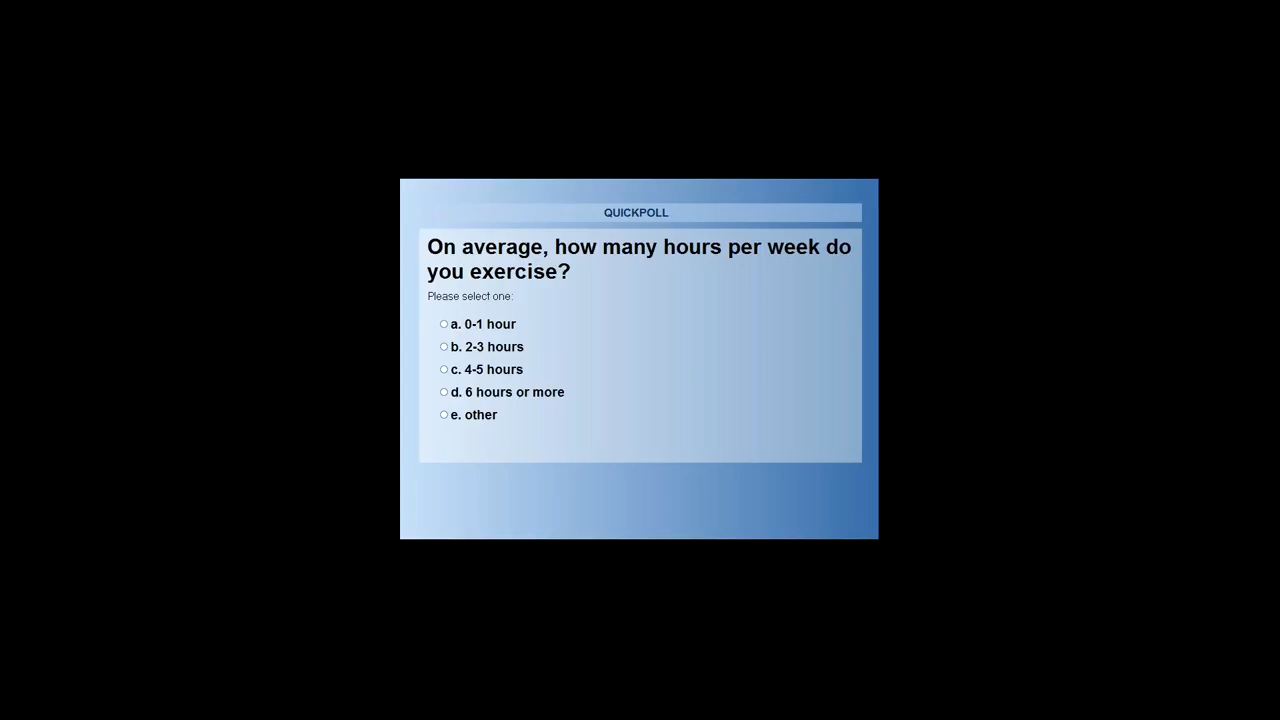 QUICKPOLL
On average, how many hours per week do
you exercise?
Please select one:
a. 0-1 hour
b. 2-3 hours
c. 4-5 hours
d. 6 hours or more
e. other